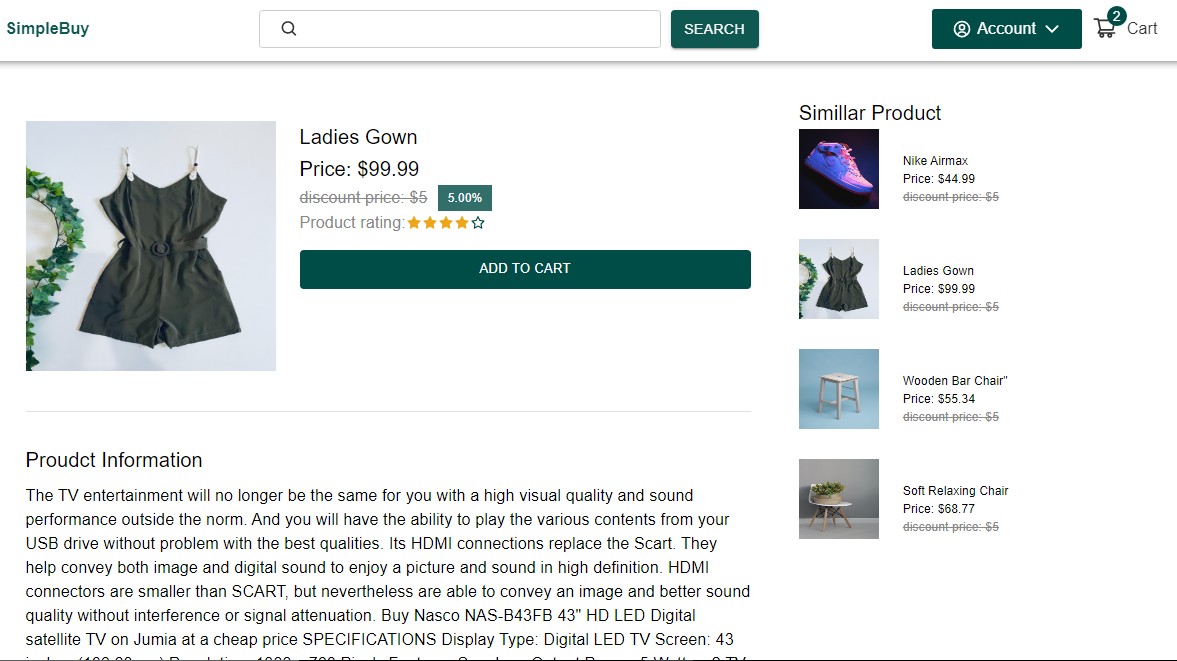 SimpleBuy
SEARCH
Account
2
Cart
Ladies Gown
Price: $99.99
discount price: $5
5.00%
Product rating:
ADD TO CART
Proudct Information
The TV entertainment will no longer be the same for you with a high visual quality and sound
performance outside the norm. And you will have the ability to play the various contents from your
USB drive without problem with the best qualities. Its HDMI connections replace the Scart. They
help convey both image and digital sound to enjoy a picture and sound in high definition. HDMI
connectors are smaller than SCART, but nevertheless are able to convey an image and better sound
quality without interference or signal attenuation. Buy Nasco NAS-B43FB 43" HD LED Digital
satellite TV on Jumia at a cheap price SPECIFICATIONS Display Type: Digital LED TV Screen: 43
Simillar Product
Nike Airmax
Price: $44.99
discount price: $5
Ladies Gown
Price: $99.99
discount price: $5
Wooden Bar Chair"
Price: $55.34
discount price: $5
Soft Relaxing Chair
Price: $68.77
discount price: $5